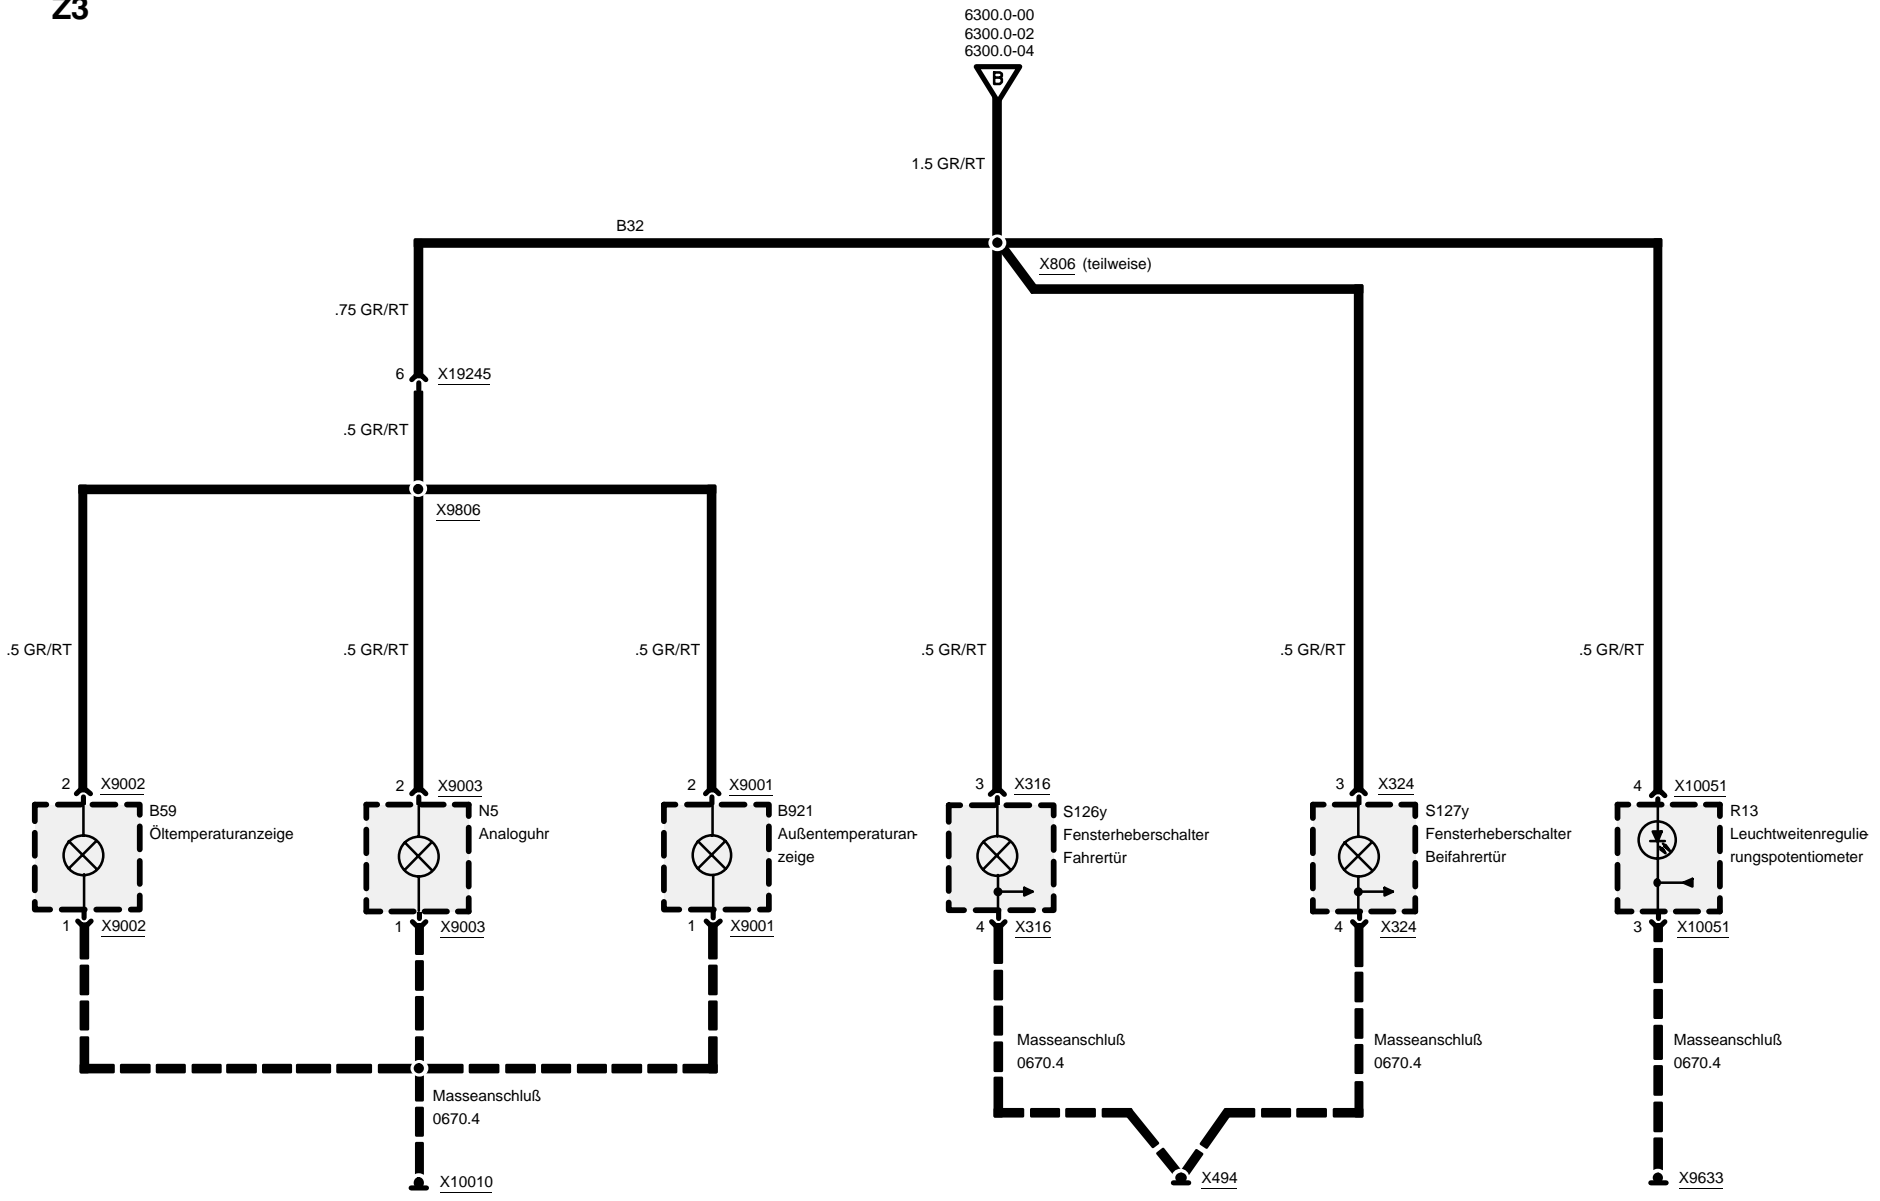 Z3
6300.0-00
6300.0-02
6300.0-04
B
1.5 GR/RT
B32
X806 (teilweise)
.75 GR/RT
6 X19245
.5 GR/RT
X9806
.5 GR/RT
.5 GR/RT
.5 GR/RT
.5 GR/RT
.5 GR/RT
.5 GR/RT
2 X9002
2 X9003
2 X9001
3 X316
3 X324
4 X10051
B59
Öltemperaturanzeige
N5
Analoguhr
B921
Außentemperaturan-
zeige
S126y
Fensterheberschalter
Fahrertür
S127y
Fensterheberschalter
Beifahrertür
R13
Leuchtweitenregulie-
rungspotentiometer
1 X9002
1 X9003
1 X9001
4 X316
4 X324
3 X10051
Masseanschluß
0670.4
Masseanschluß
0670.4
Masseanschluß
0670.4
Masseanschluß
0670.4
X10010
X494
X9633